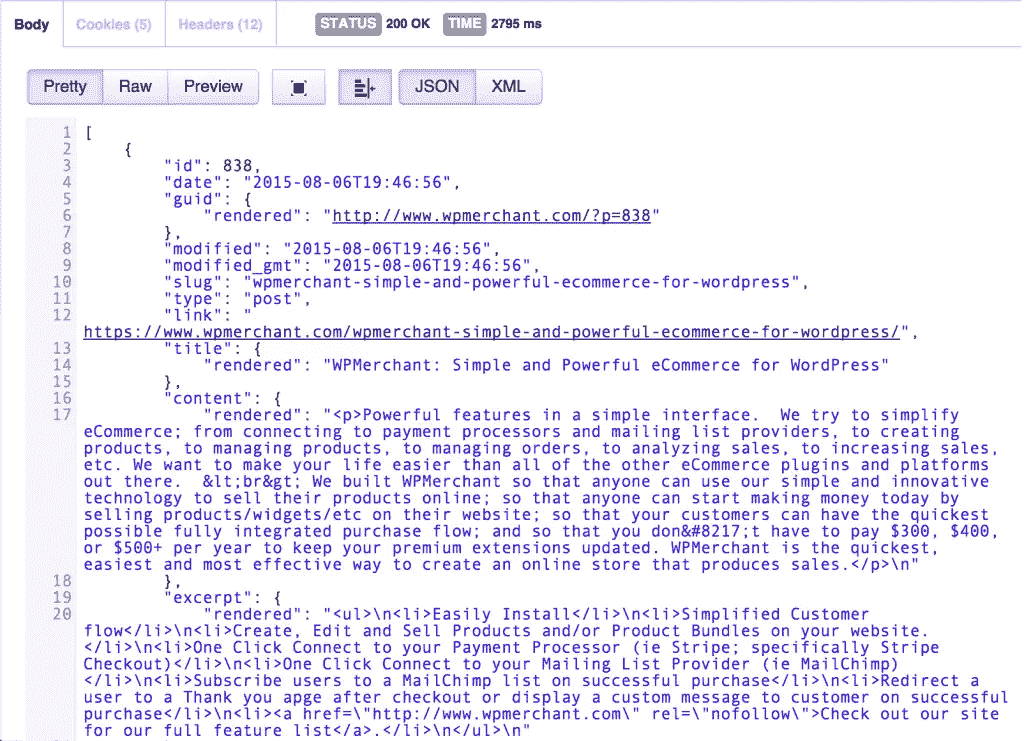 Body Cookies (5) Headers (12) STATUS 200 OK TIME 2795 ms
Pretty Raw Preview JSON XML
1 [
2 {
3 "id": 838,
4 "date": "2015-08-06T19:46:56",
5 "guid": {
6 "rendered": "http://www.wpmerchant.com/?p=838"
7 },
8 "modified": "2015-08-06T19:46:56",
9 "modified_gmt": "2015-08-06T19:46:56",
10 "slug": "wpmerchant-simple-and-powerful-ecommerce-for-wordpress",
11 "type": "post",
12 "link": "
https://www.wpmerchant.com/wpmerchant-simple-and-powerful-ecommerce-for-wordpress/",
13 "title": {
14 "rendered": "WPMerchant: Simple and Powerful eCommerce for WordPress"
15 },
16 "content": {
17 "rendered": "<p>Powerful features in a simple interface.  We try to simplify
eCommerce; from connecting to payment processors and mailing list providers, to creating
products, to managing products, to managing orders, to analyzing sales, to increasing sales,
etc. We want to make your life easier than all of the other eCommerce plugins and platforms
out there.  &lt;br&gt; We built WPMerchant so that anyone can use our simple and innovative
technology to sell their products online; so that anyone can start making money today by
selling products/widgets/etc on their website; so that your customers can have the quickest
possible fully integrated purchase flow; and so that you don&#8217;t have to pay $300, $400,
or $500+ per year to keep your premium extensions updated. WPMerchant is the quickest,
easiest and most effective way to create an online store that produces sales.</p>\n"
18 },
19 "excerpt": {
20 "rendered": "<ul>\n<li>Easily Install</li>\n<li>Simplified Customer
flow</li>\n<li>Create, Edit and Sell Products and/or Product Bundles on your website.
</li>\n<li>One Click Connect to your Payment Processor (ie Stripe; specifically Stripe
Checkout)</li>\n<li>One Click Connect to your Mailing List Provider (ie MailChimp)
</li>\n<li>Subscribe users to a MailChimp list on successful purchase</li>\n<li>Redirect a
user to a Thank you apge after checkout or display a custom message to customer on successful
purchase</li>\n<li><a href=\"http://www.wpmerchant.com\" rel=\"nofollow\">Check out our site
for our full feature list</a>.</li>\n</ul>\n"